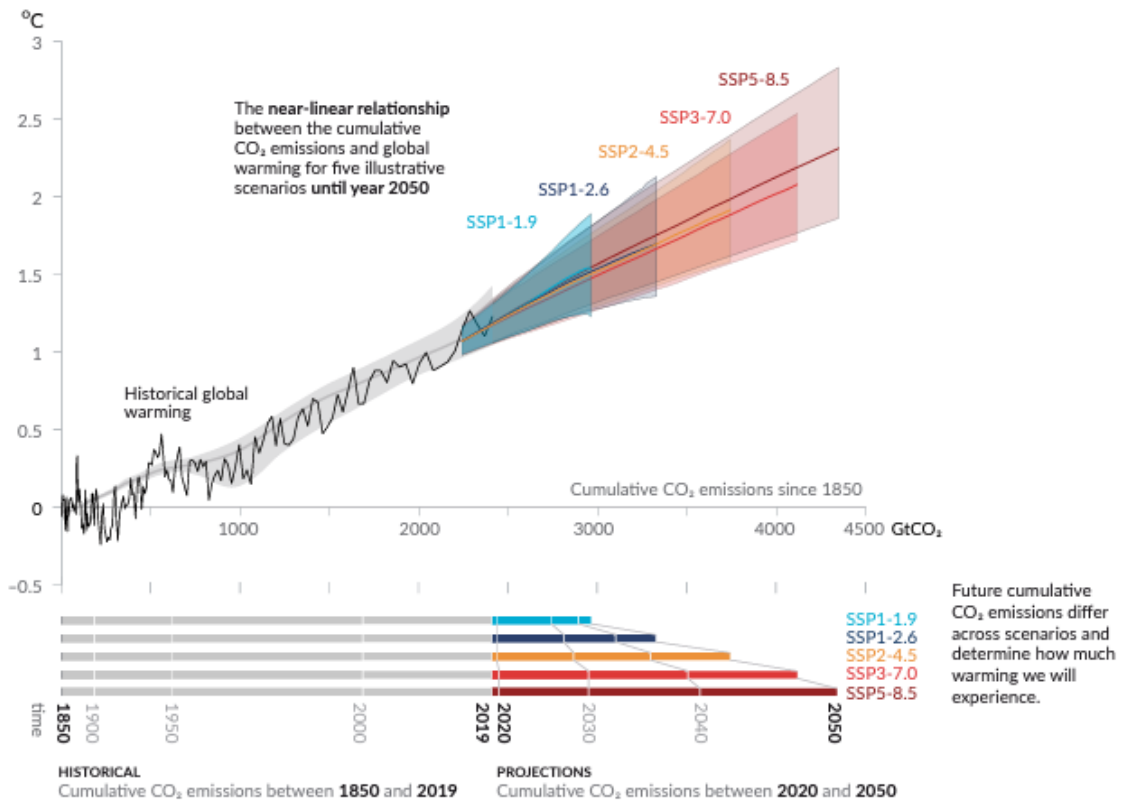 °C
3
SSP5-8.5
The near-linear relationship
between the cumulative
CO₂ emissions and global
warming for five illustrative
scenarios until year 2050
2.5
SSP3-7.0
SSP2-4.5
SSP1-2.6
2
SSP1-1.9
1.5
1
Historical global
warming
0.5
Cumulative CO₂ emissions since 1850
0
1000
2000
3000
4000
4500 GtCO₂
−0.5
Future cumulative
CO₂ emissions differ
across scenarios and
determine how much
warming we will
experience.
SSP1-1.9
SSP1-2.6
SSP2-4.5
SSP3-7.0
SSP5-8.5
time
1850
1900
1950
2000
2019
2020
2030
2040
2050
HISTORICAL
Cumulative CO₂ emissions between 1850 and 2019
PROJECTIONS
Cumulative CO₂ emissions between 2020 and 2050